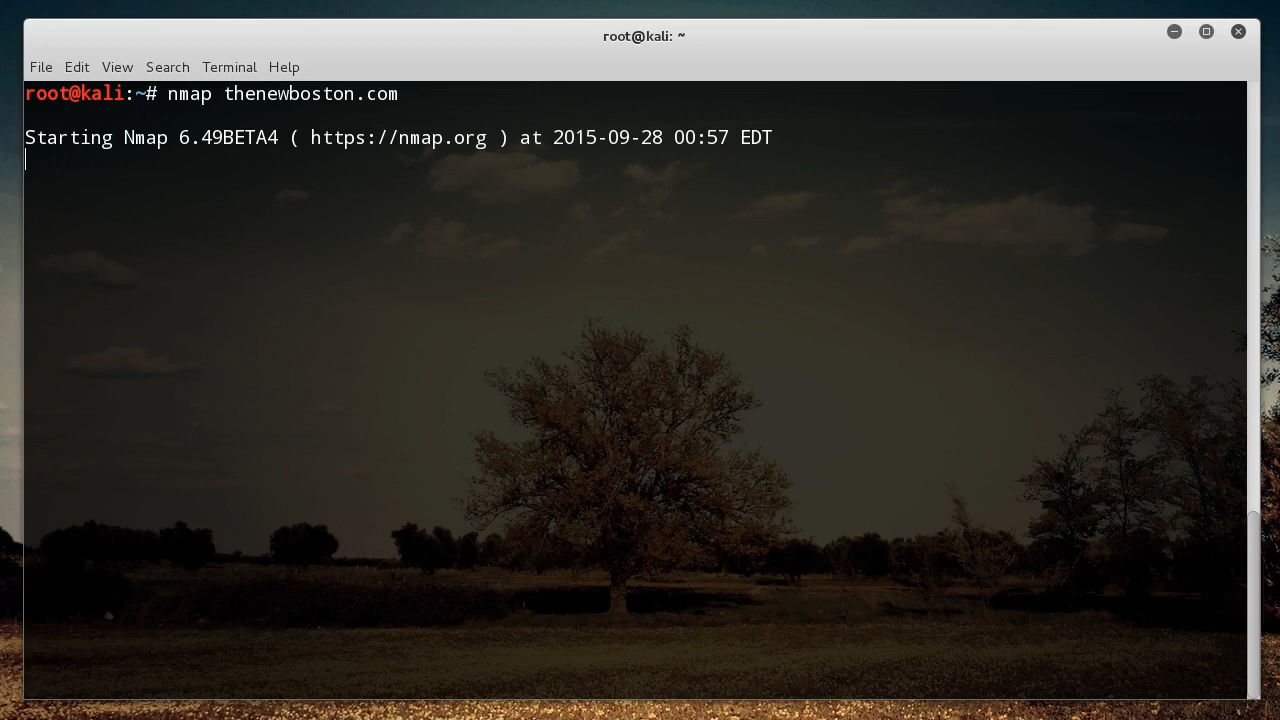 root@kali: ~
File Edit View Search Terminal Help
root@kali:~# nmap thenewboston.com
Starting Nmap 6.49BETA4 ( https://nmap.org ) at 2015-09-28 00:57 EDT